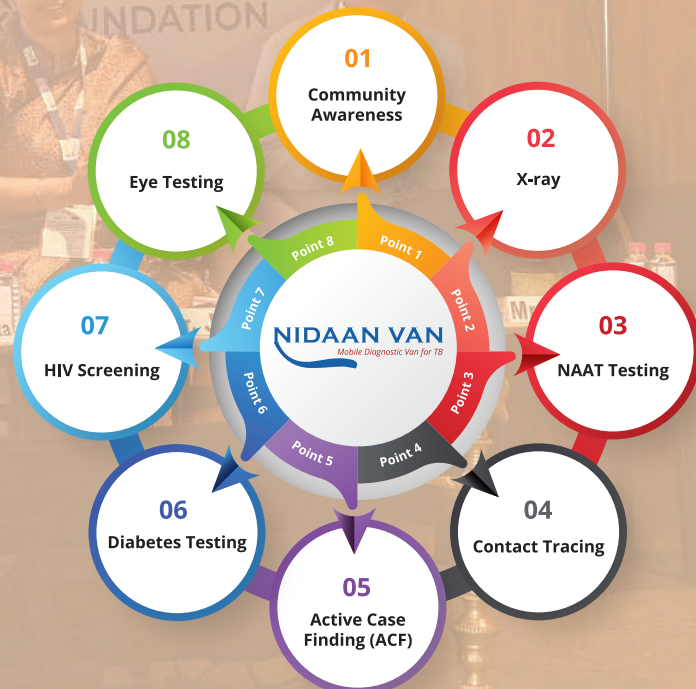 UNDATION
01
Community
Awareness
02
X-ray
03
NAAT Testing
04
Contact Tracing
05
Active Case
Finding (ACF)
06
Diabetes Testing
07
HIV Screening
08
Eye Testing
Point 1
Point 2
Point 3
Point 4
Point 5
Point 6
Point 7
Point 8
NIDAAN VAN
Mobile Diagnostic Van for TB